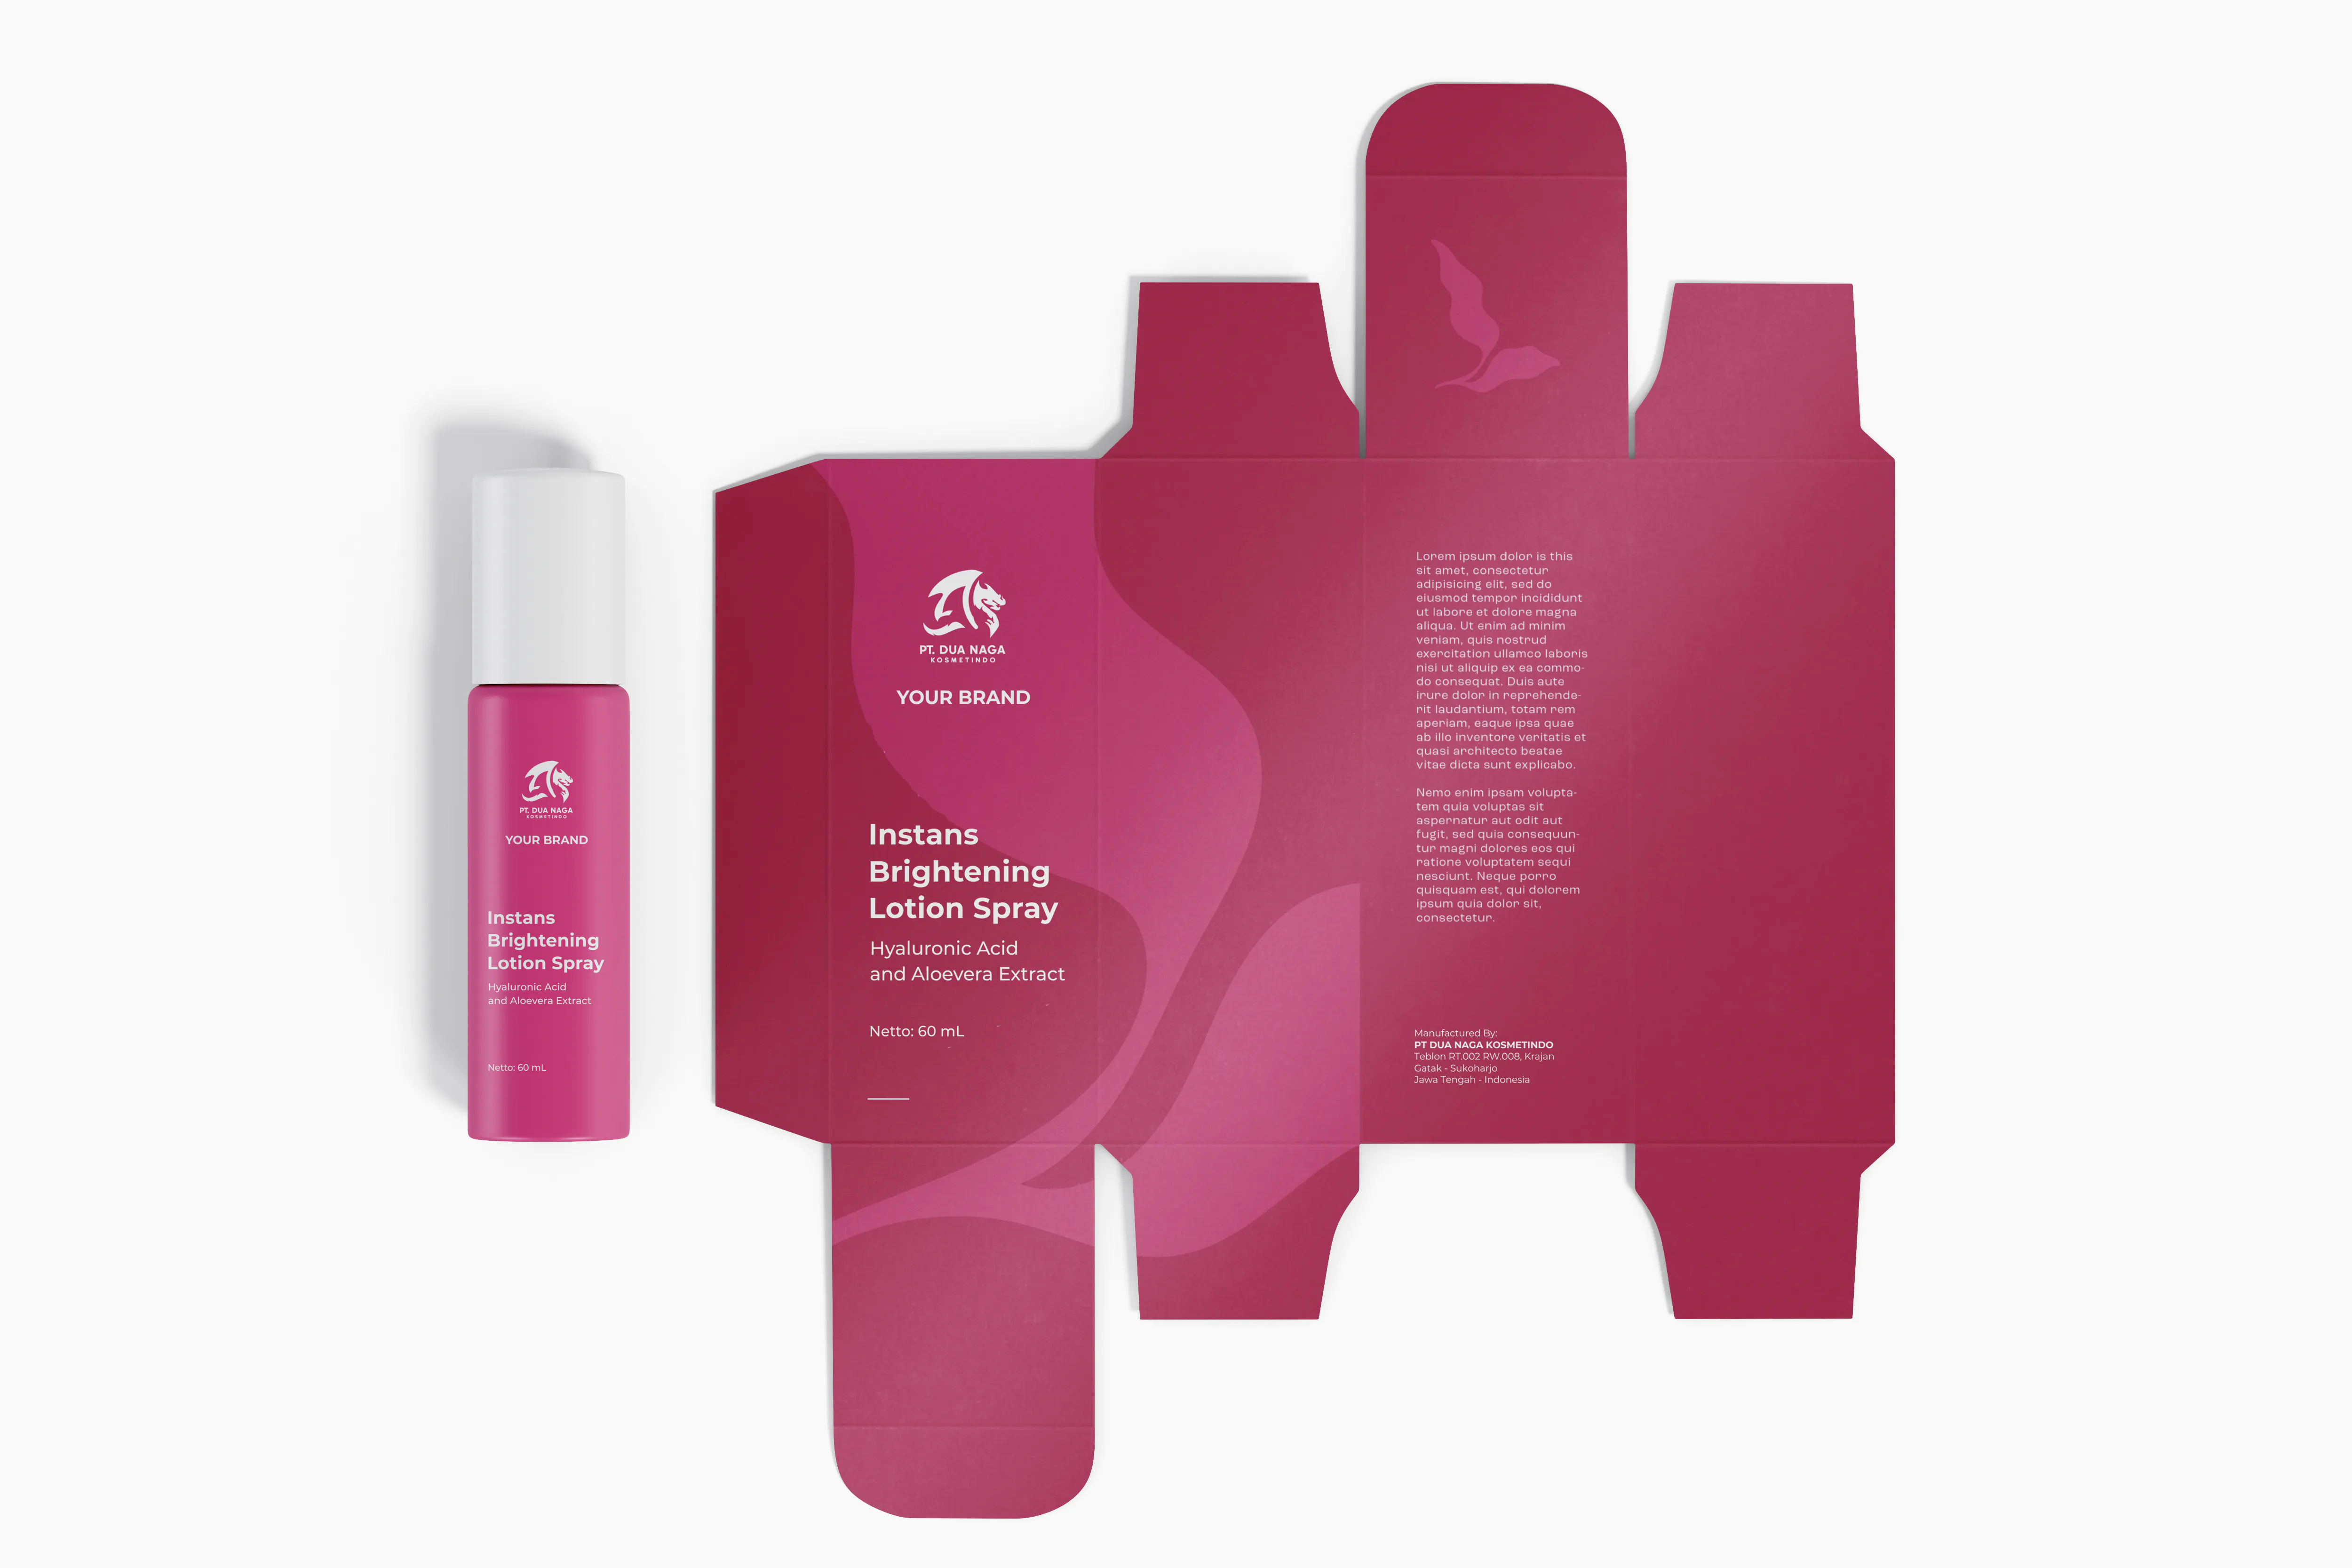 PT. DUA NAGA
KOSMETINDO
YOUR BRAND
Instans
Brightening
Lotion Spray
Hyaluronic Acid
and Aloevera Extract
Netto: 60 mL
PT. DUA NAGA
KOSMETINDO
YOUR BRAND
Instans
Brightening
Lotion Spray
Hyaluronic Acid
and Aloevera Extract
Netto: 60 mL
Lorem ipsum dolor is this
sit amet, consectetur
adipisicing elit, sed do
eiusmod tempor incididunt
ut labore et dolore magna
aliqua. Ut enim ad minim
veniam, quis nostrud
exercitation ullamco laboris
nisi ut aliquip ex ea commo-
do consequat. Duis aute
irure dolor in reprehende-
rit laudantium, totam rem
aperiam, eaque ipsa quae
ab illo inventore veritatis et
quasi architecto beatae
vitae dicta sunt explicabo.
Nemo enim ipsam volupta-
tem quia voluptas sit
aspernatur aut odit aut
fugit, sed quia consequun-
tur magni dolores eos qui
ratione voluptatem sequi
nesciunt. Neque porro
quisquam est, qui dolorem
ipsum quia dolor sit,
consectetur.
Manufactured By:
PT DUA NAGA KOSMETINDO
Teblon RT.002 RW.008, Krajan
Gatak - Sukoharjo
Jawa Tengah - Indonesia